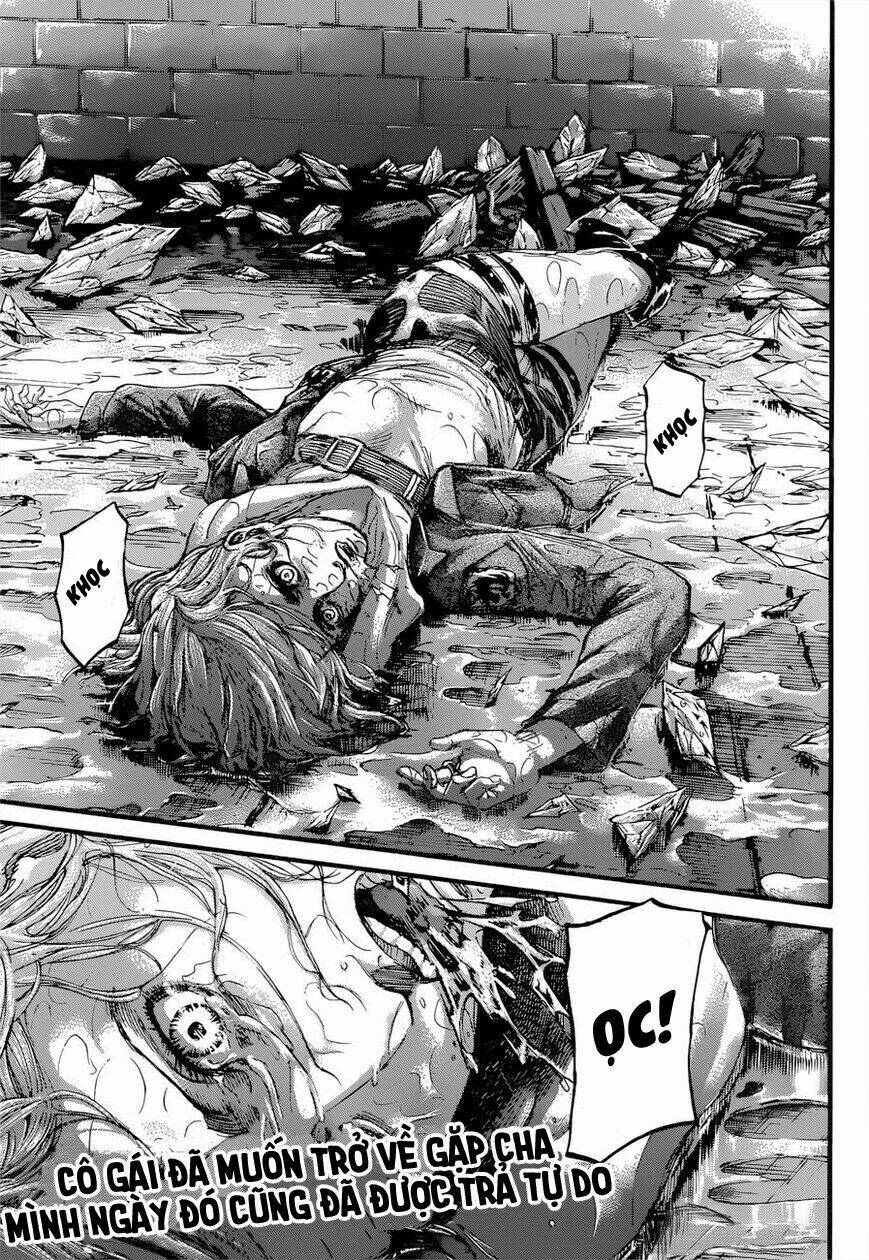 KHỌC
KHỌC
ỌC!
CÔ GÁI ĐÃ MUỐN TRỞ VỀ GẶP CHA
MÌNH NGÀY ĐÓ CŨNG ĐÃ ĐƯỢC TRẢ TỰ DO